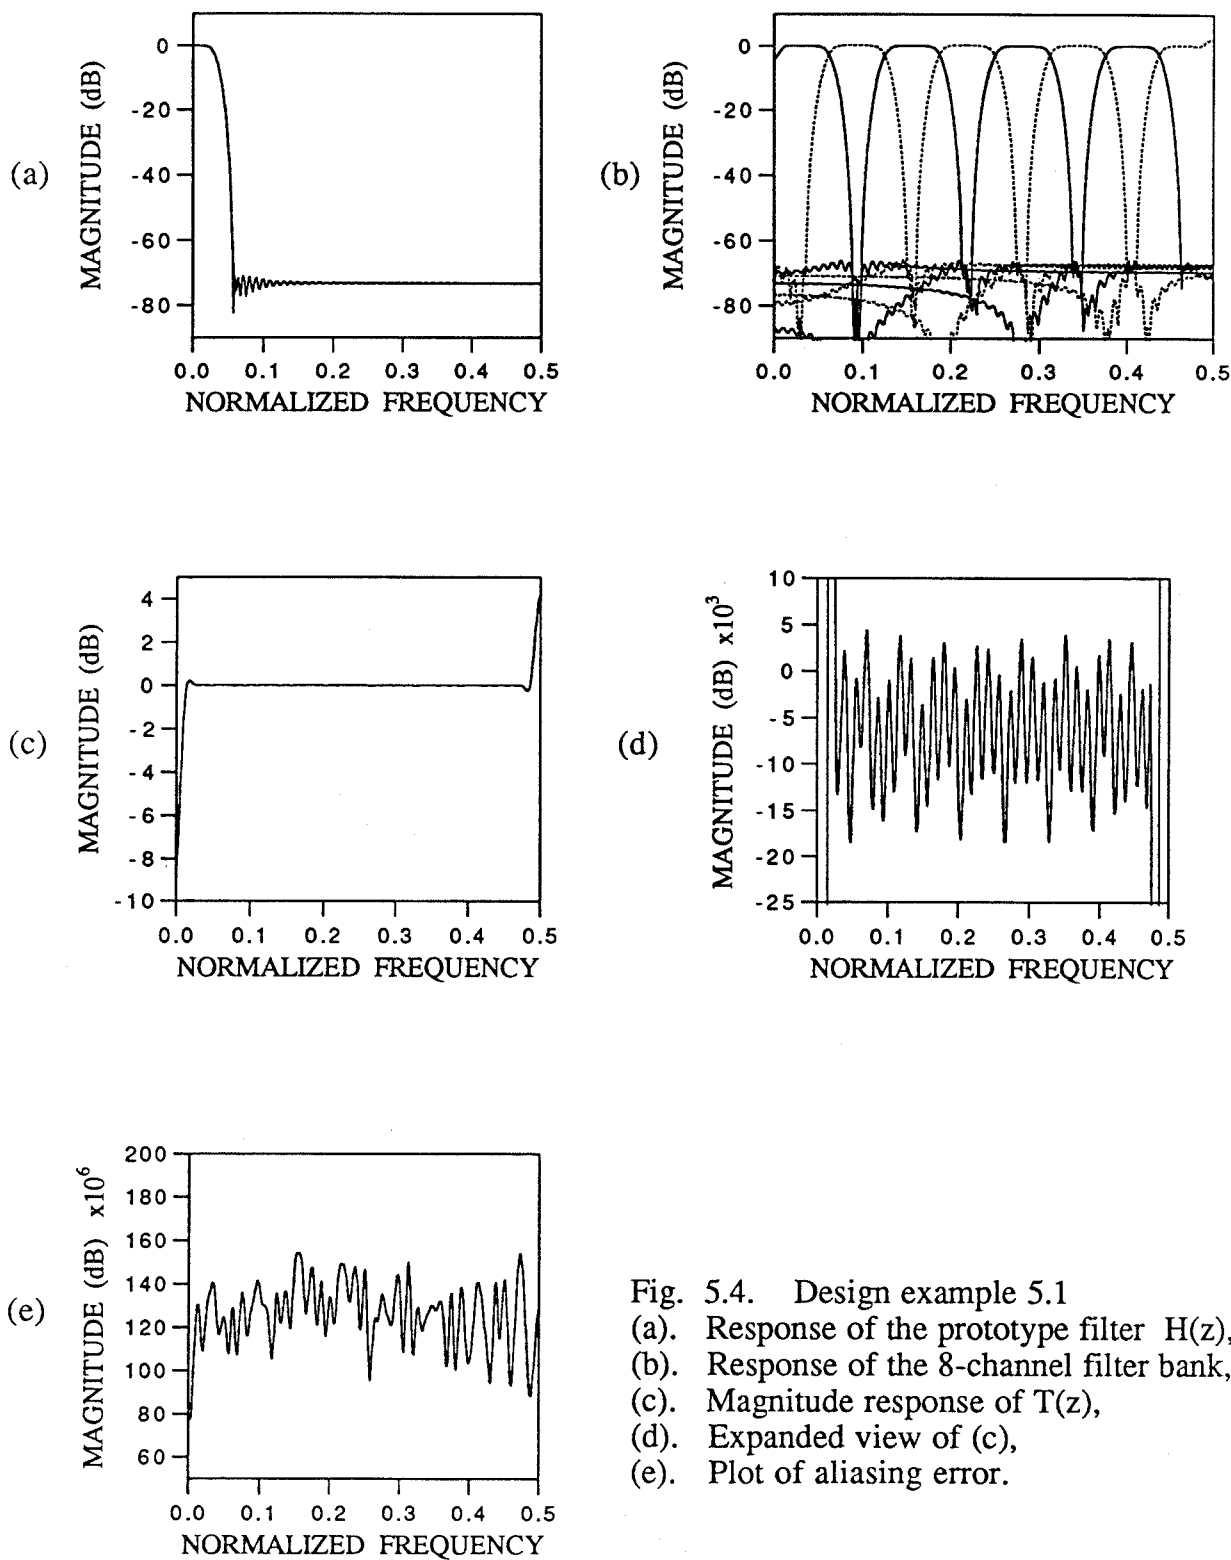 (a)
MAGNITUDE (dB)
0
-20
-40
-60
-80
0.0 0.1 0.2 0.3 0.4 0.5
NORMALIZED FREQUENCY
(b)
MAGNITUDE (dB)
0
-20
-40
-60
-80
0.0 0.1 0.2 0.3 0.4 0.5
NORMALIZED FREQUENCY
(c)
MAGNITUDE (dB)
4
2
0
-2
-4
-6
-8
-10
0.0 0.1 0.2 0.3 0.4 0.5
NORMALIZED FREQUENCY
(d)
MAGNITUDE (dB) x10³
10
5
0
-5
-10
-15
-20
-25
0.0 0.1 0.2 0.3 0.4 0.5
NORMALIZED FREQUENCY
(e)
MAGNITUDE (dB) x10⁶
200
180
160
140
120
100
80
60
0.0 0.1 0.2 0.3 0.4 0.5
NORMALIZED FREQUENCY
Fig. 5.4. Design example 5.1
(a). Response of the prototype filter H(z),
(b). Response of the 8-channel filter bank,
(c). Magnitude response of T(z),
(d). Expanded view of (c),
(e). Plot of aliasing error.